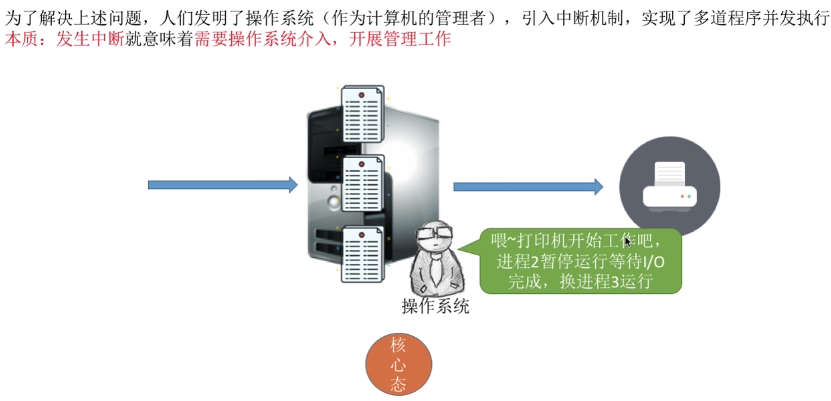 为了解决上述问题，人们发明了操作系统（作为计算机的管理者），引入中断机制，实现了多道程序并发执行
本质：发生中断就意味着需要操作系统介入，开展管理工作
喂~打印机开始工作吧，
进程2暂停运行等待I/O
完成，换进程3运行
操作系统
核
心
态